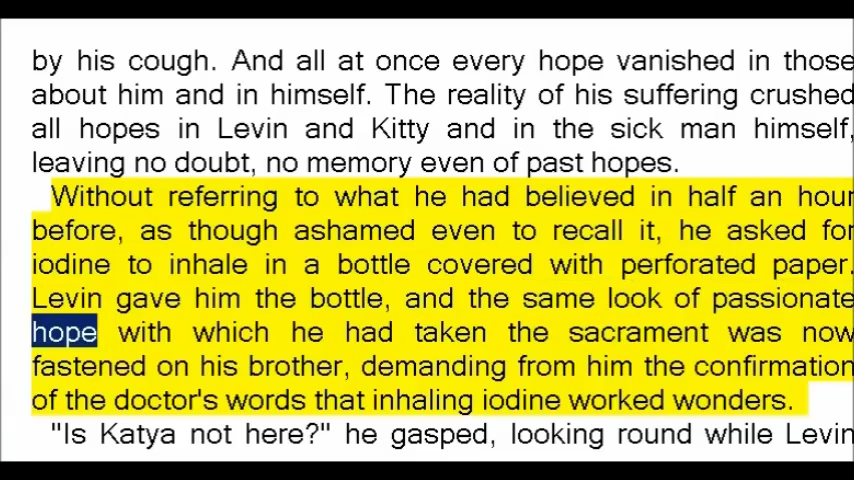 by his cough. And all at once every hope vanished in those
about him and in himself. The reality of his suffering crushed
all hopes in Levin and Kitty and in the sick man himself,
leaving no doubt, no memory even of past hopes.
Without referring to what he had believed in half an hour
before, as though ashamed even to recall it, he asked for
iodine to inhale in a bottle covered with perforated paper.
Levin gave him the bottle, and the same look of passionate
hope with which he had taken the sacrament was now
fastened on his brother, demanding from him the confirmation
of the doctor's words that inhaling iodine worked wonders.
"Is Katya not here?" he gasped, looking round while Levin